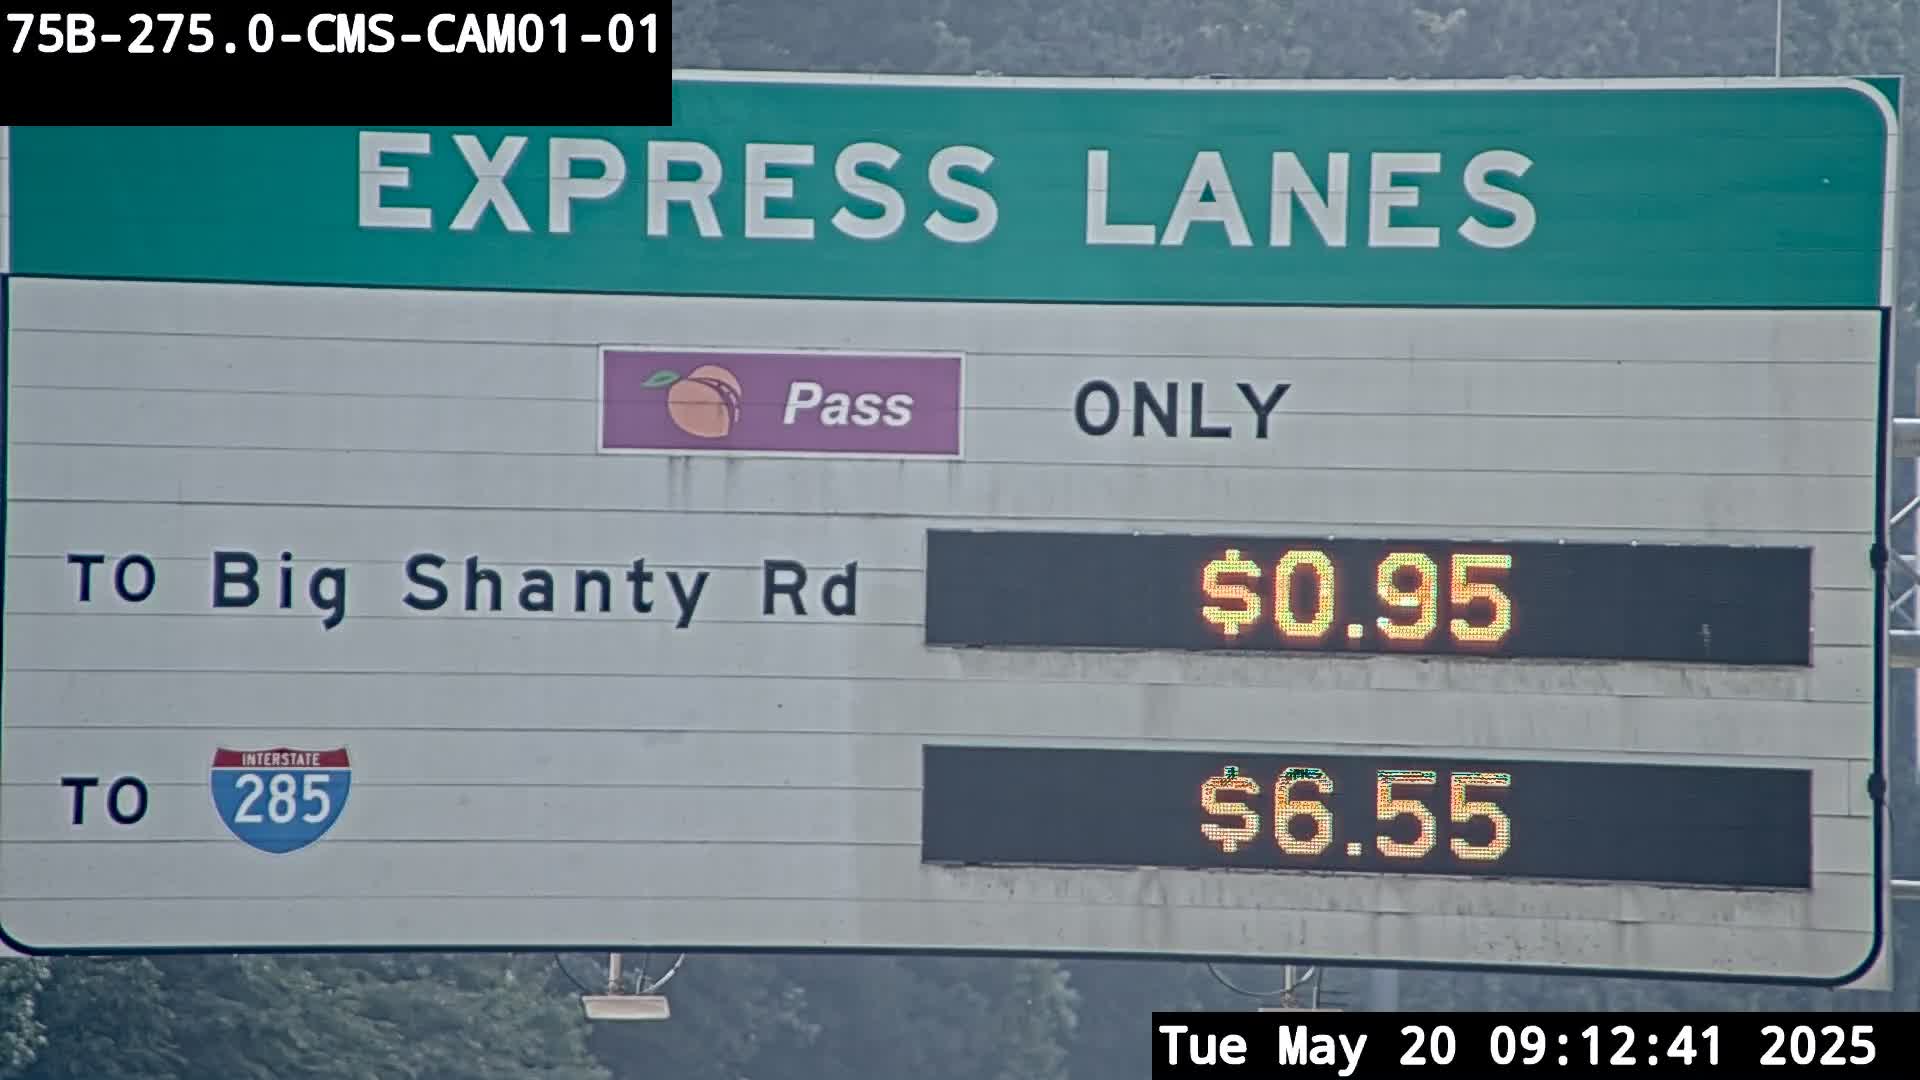 75B-275.0-CMS-CAM01-01
EXPRESS LANES
Pass ONLY
TO Big Shanty Rd $0.95
INTERSTATE
TO 285 $6.55
Tue May 20 09:12:41 2025